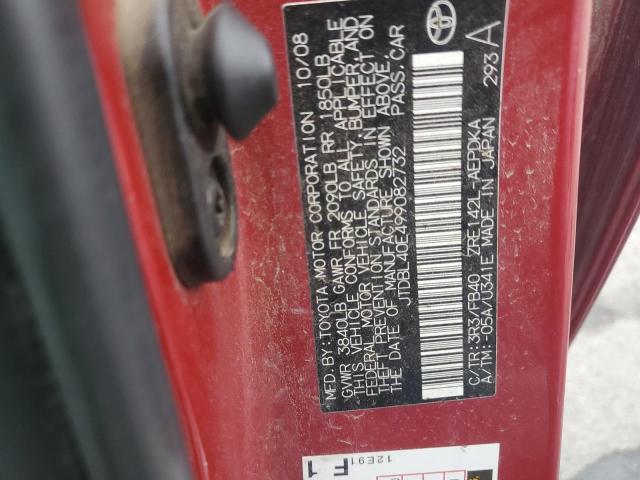 MFD.BY:TOYOTA MOTOR CORPORATION 10/08
GVWR 3840LB GAWR FR 2090LB RR 1850LB
THIS VEHICLE CONFORMS TO ALL APPLICABLE
FEDERAL MOTOR VEHICLE SAFETY, BUMPER, AND
THEFT PREVENTION STANDARDS IN EFFECT ON
THE DATE OF MANUFACTURE SHOWN ABOVE.
JTDBL40E499082732 PASS.CAR
C/TR:3R3/FB40 ZRE142L-AEPDKA
A/TM:-05A/U341E MADE IN JAPAN 293 A
12E91
F 1